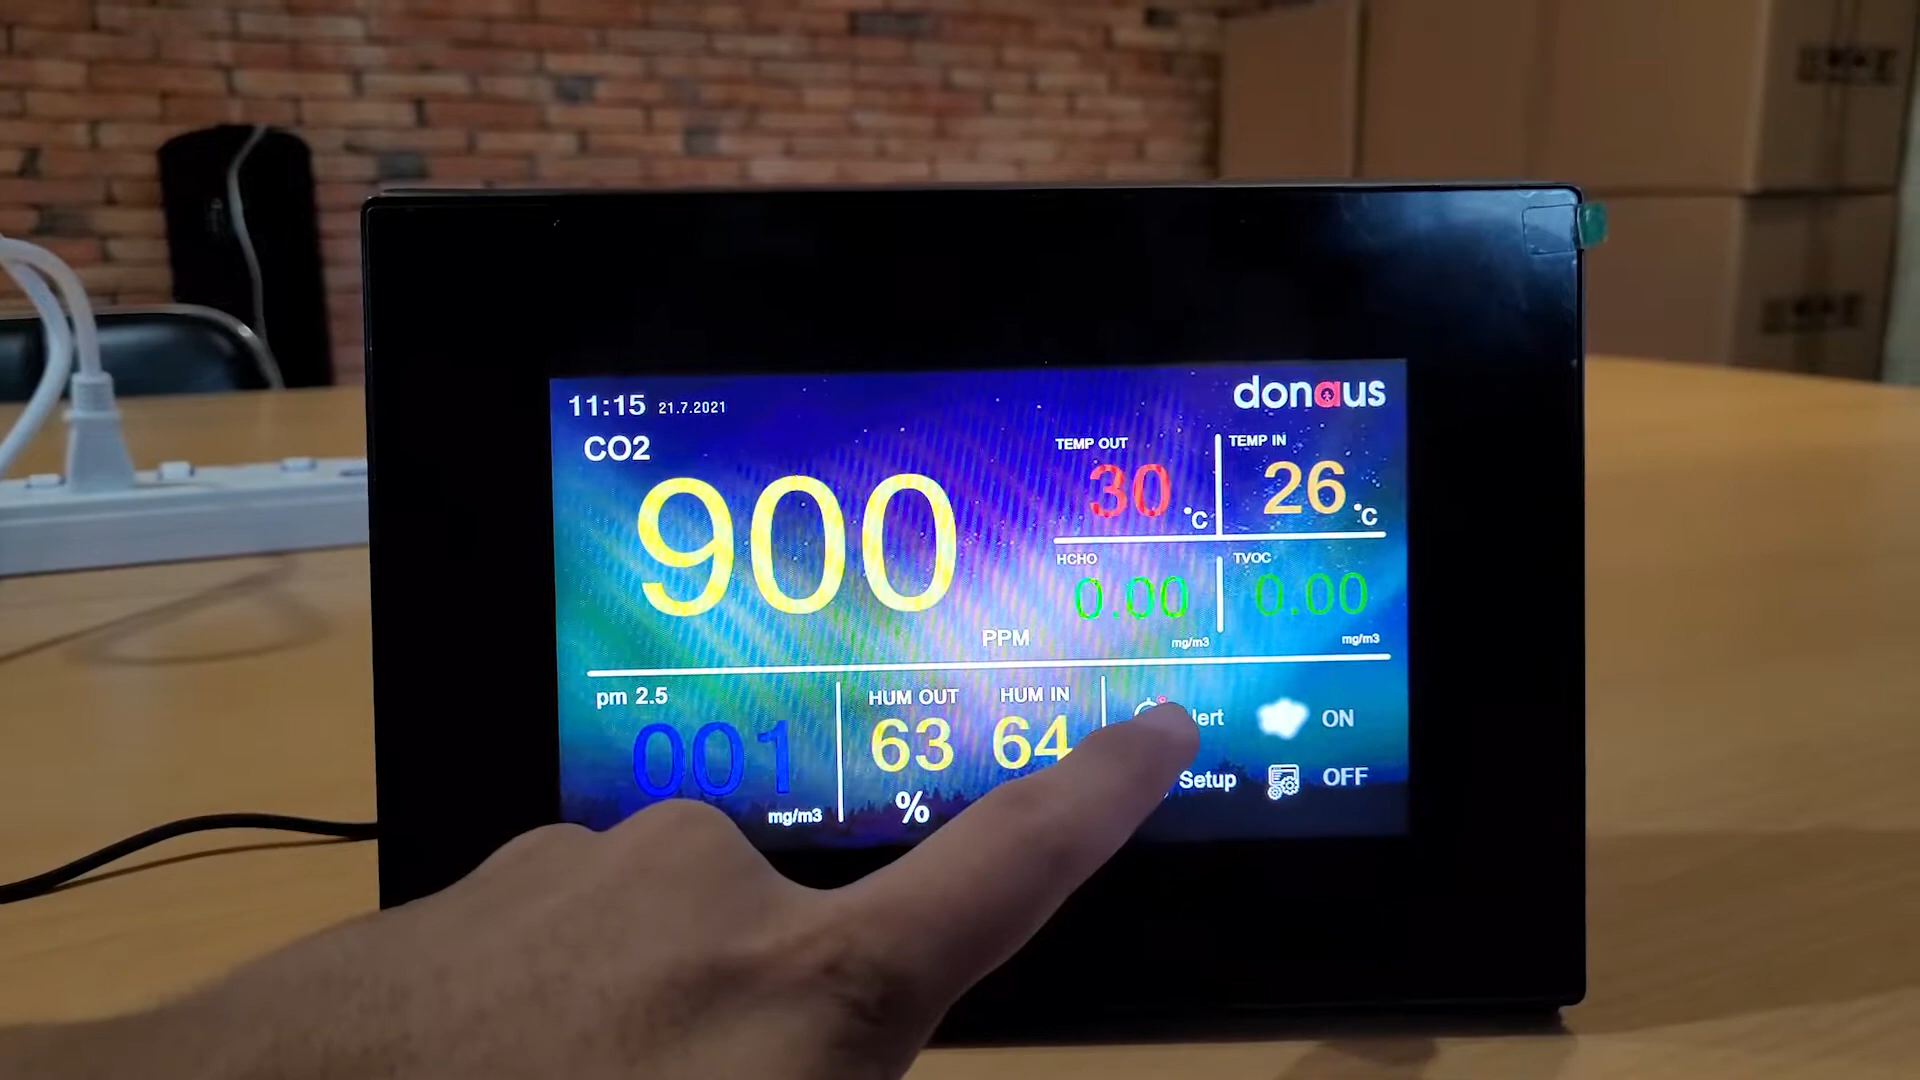 11:15 21.7.2021
donaus
CO2
900
PPM
TEMP OUT
30 °C
TEMP IN
26 °C
HCHO
0.00
mg/m3
TVOC
0.00
mg/m3
pm 2.5
001
mg/m3
HUM OUT HUM IN
63 64
%
ON
Setup OFF